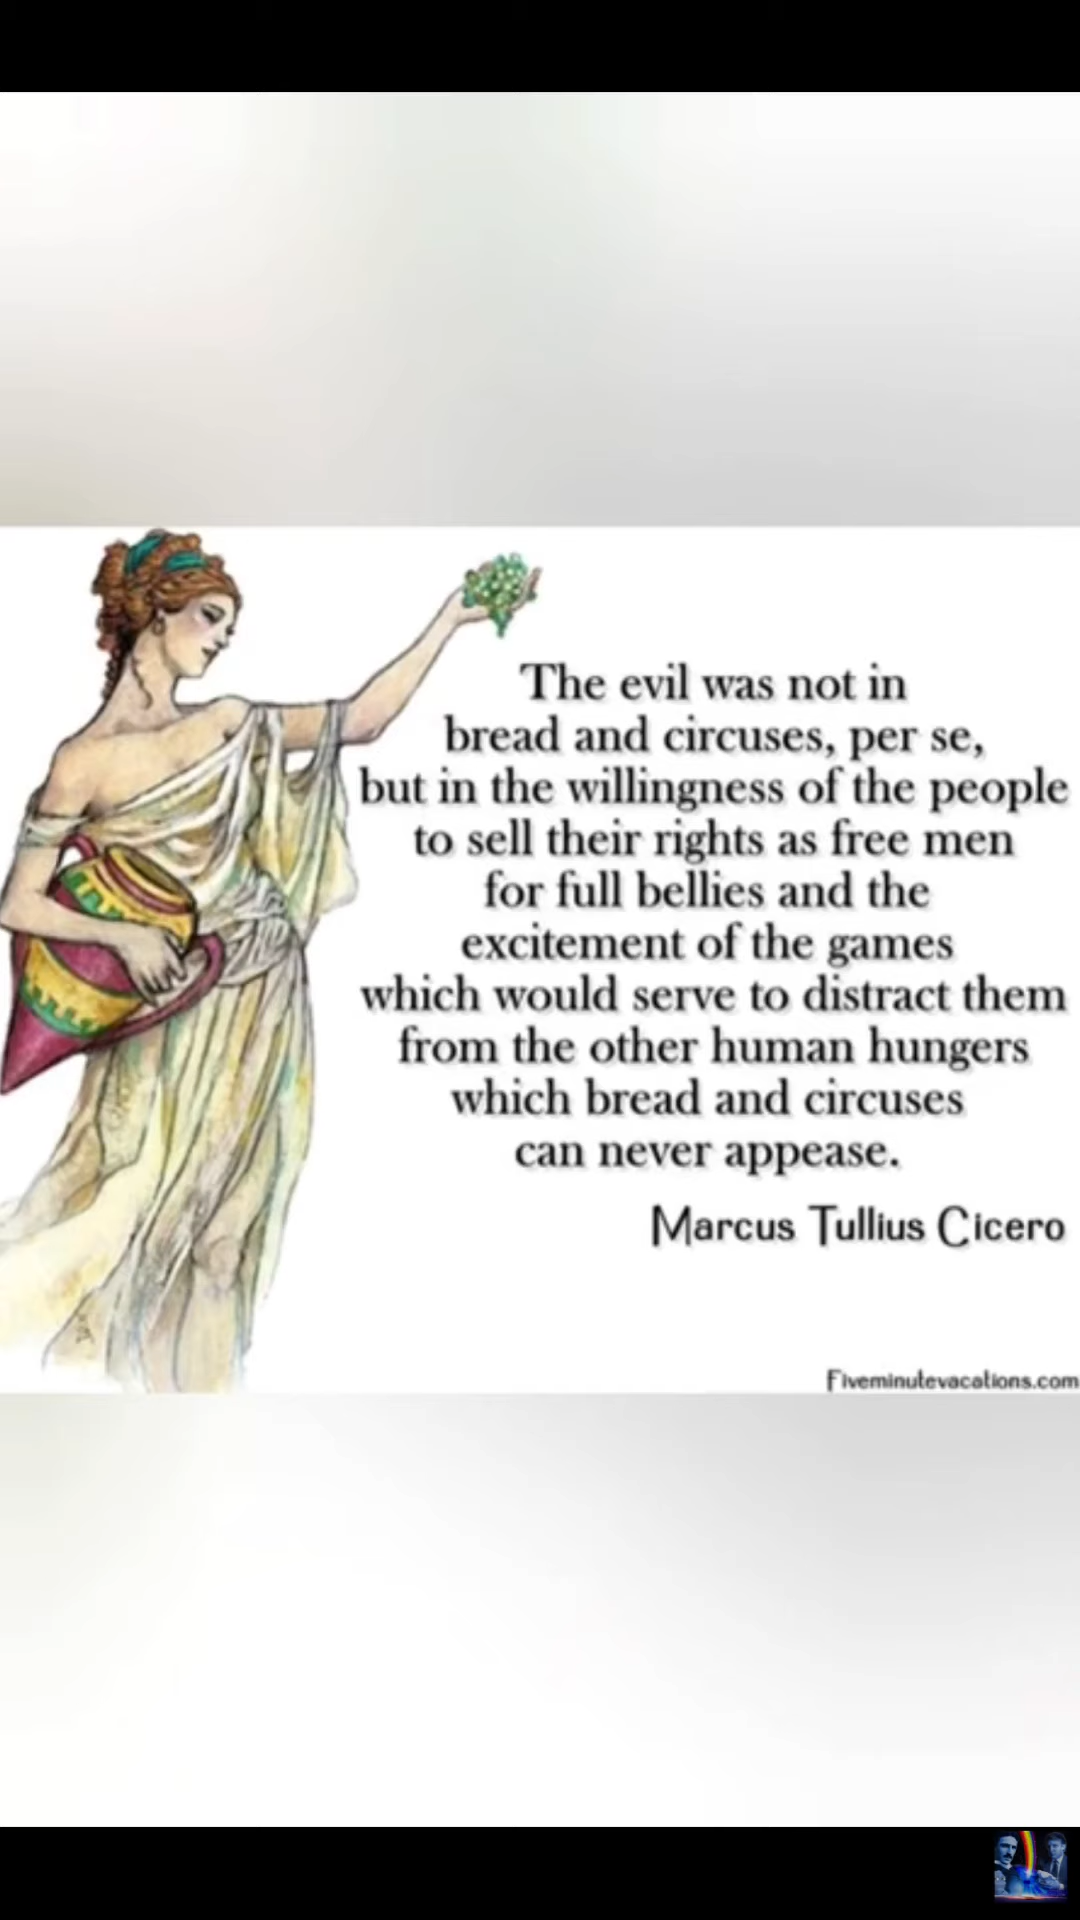 The evil was not in
bread and circuses, per se,
but in the willingness of the people
to sell their rights as free men
for full bellies and the
excitement of the games
which would serve to distract them
from the other human hungers
which bread and circuses
can never appease.
Marcus Tullius Cicero
Fiveminutevacations.com